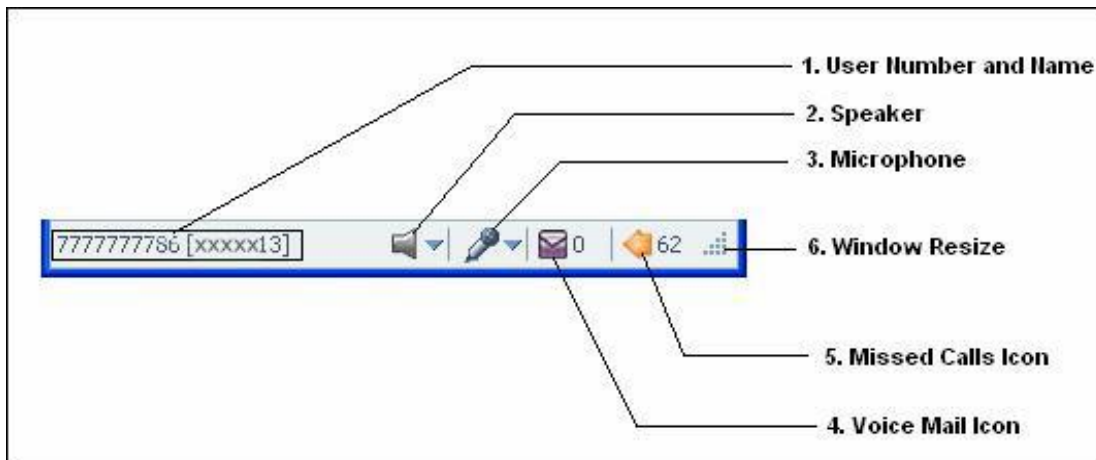 1. User Number and Name
2. Speaker
3. Microphone
7777777786 [xxxxx13]
0
62
6. Window Resize
5. Missed Calls Icon
4. Voice Mail Icon